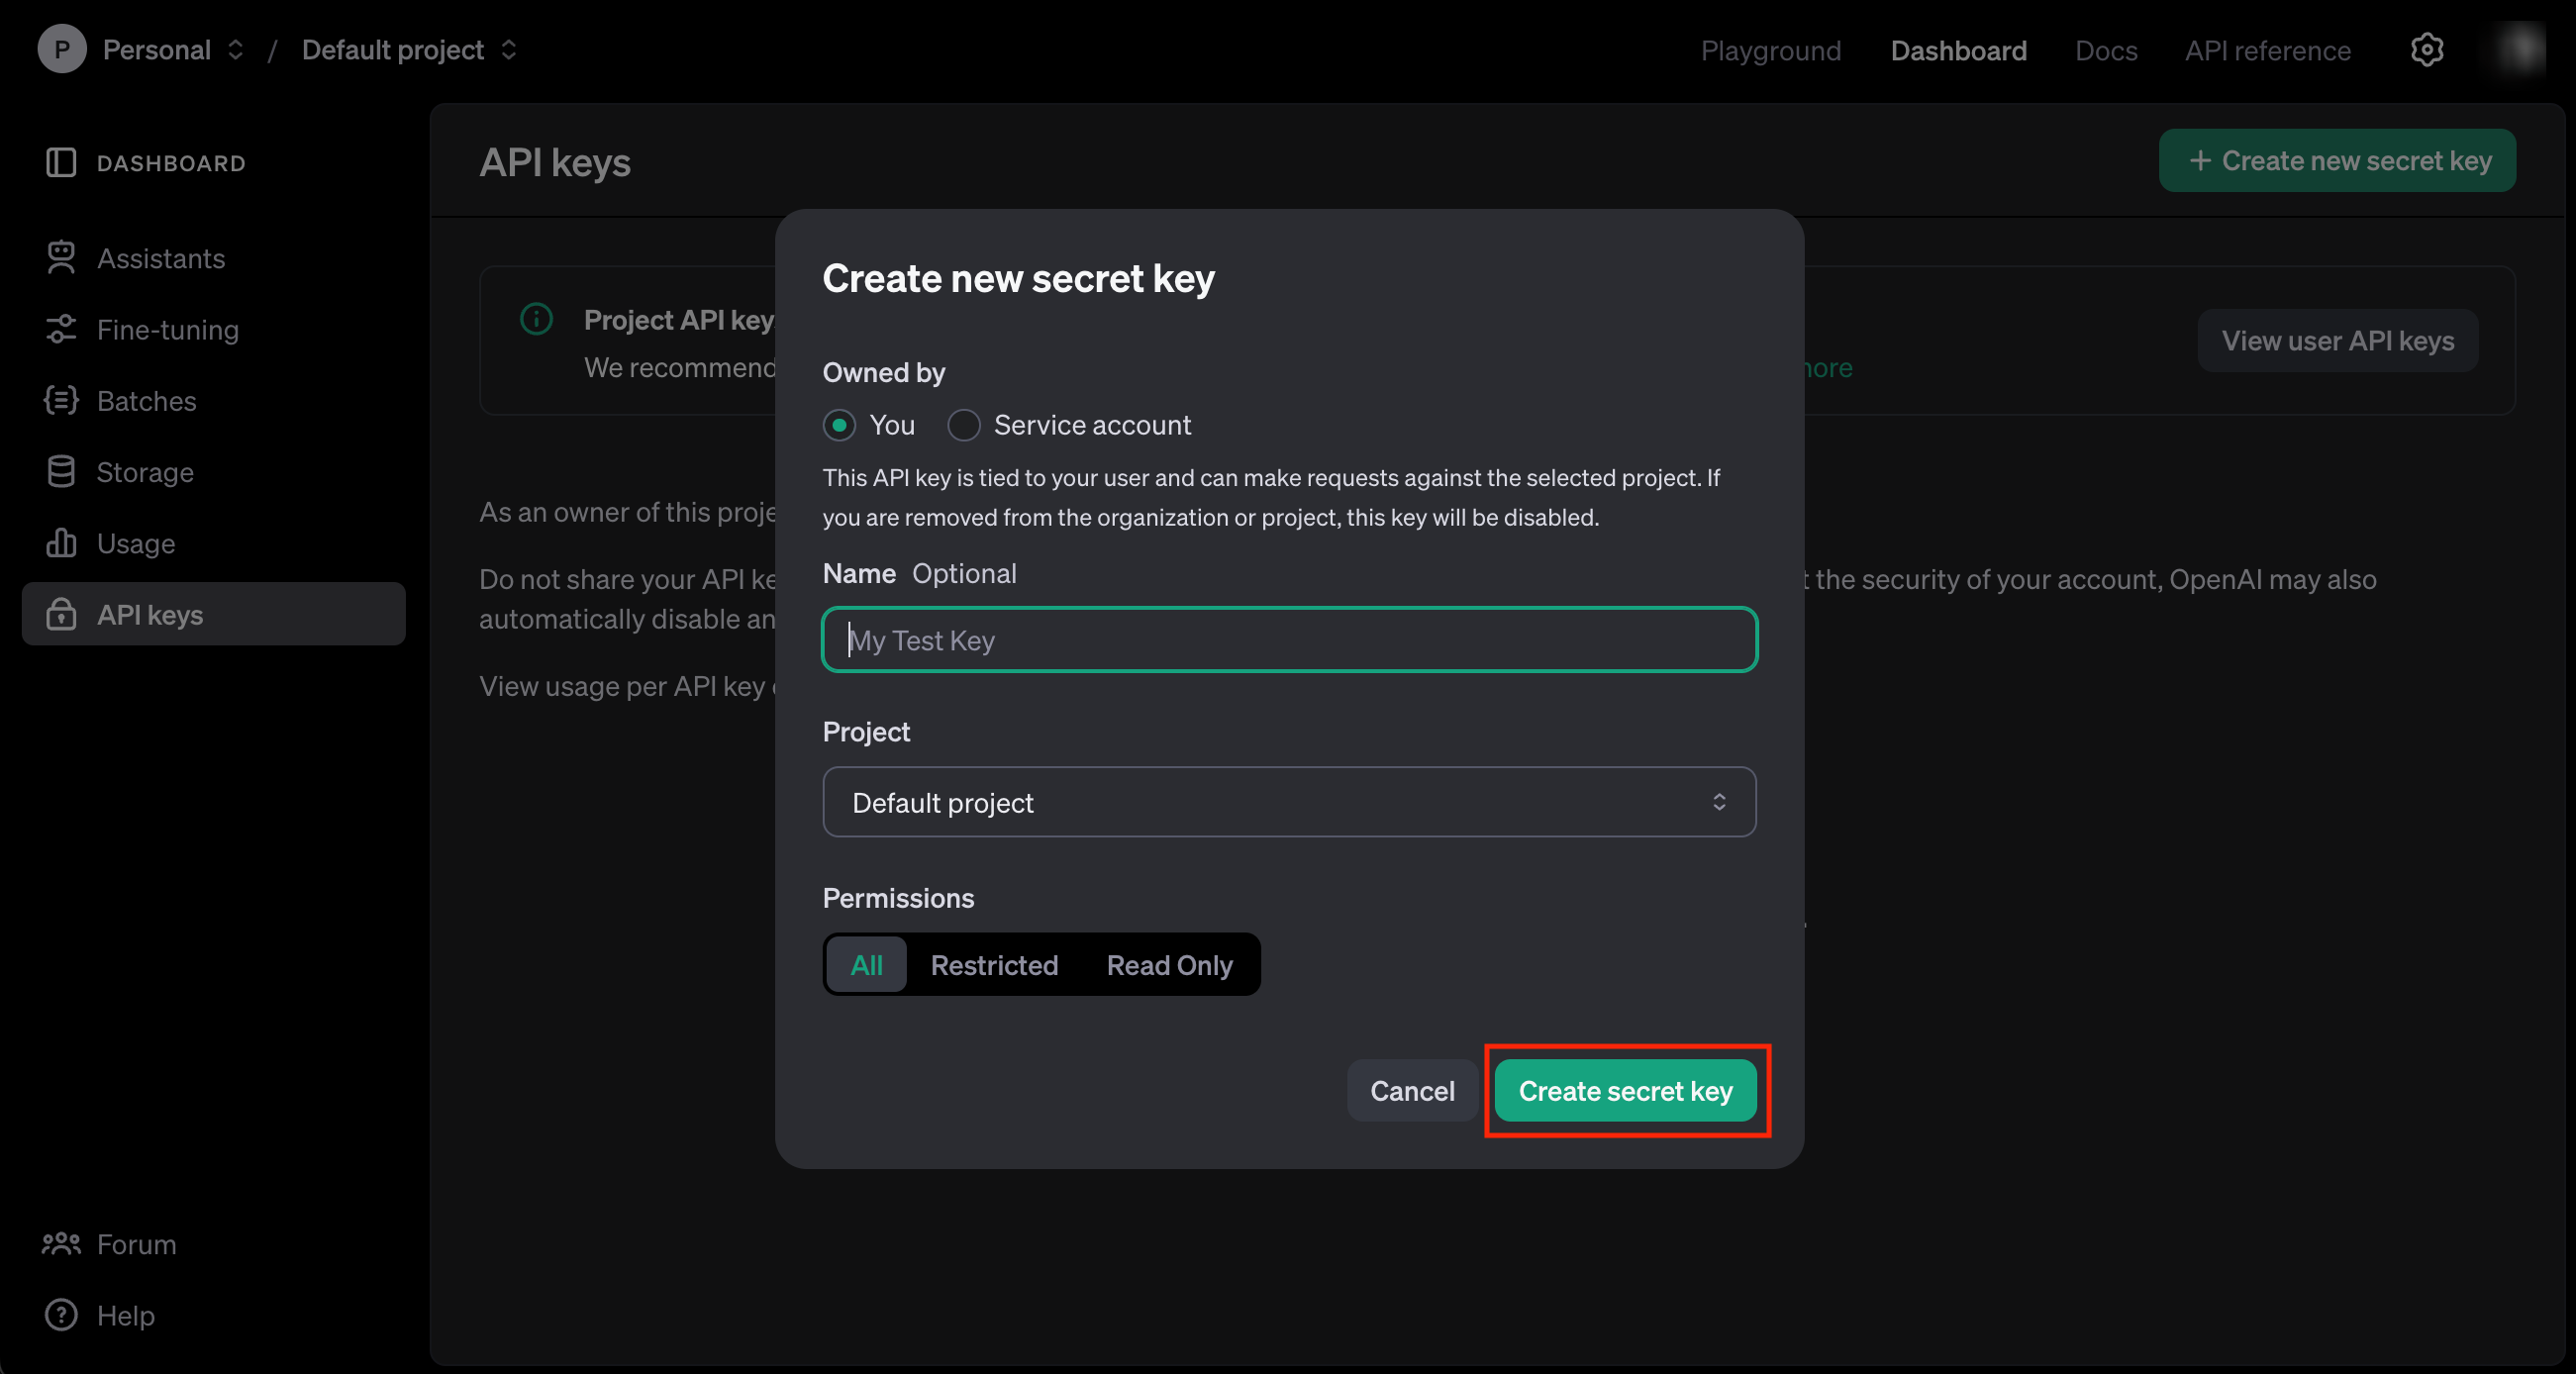 P Personal / Default project
Playground Dashboard Docs API reference
DASHBOARD
Assistants
Fine-tuning
Batches
Storage
Usage
API keys
Forum
Help
API keys
+ Create new secret key
Project API key
We recommend
more
View user API keys
As an owner of this proje
Do not share your API ke
t the security of your account, OpenAI may also
automatically disable an
View usage per API key
Create new secret key
Owned by
You Service account
This API key is tied to your user and can make requests against the selected project. If
you are removed from the organization or project, this key will be disabled.
Name Optional
My Test Key
Project
Default project
Permissions
All Restricted Read Only
Cancel Create secret key